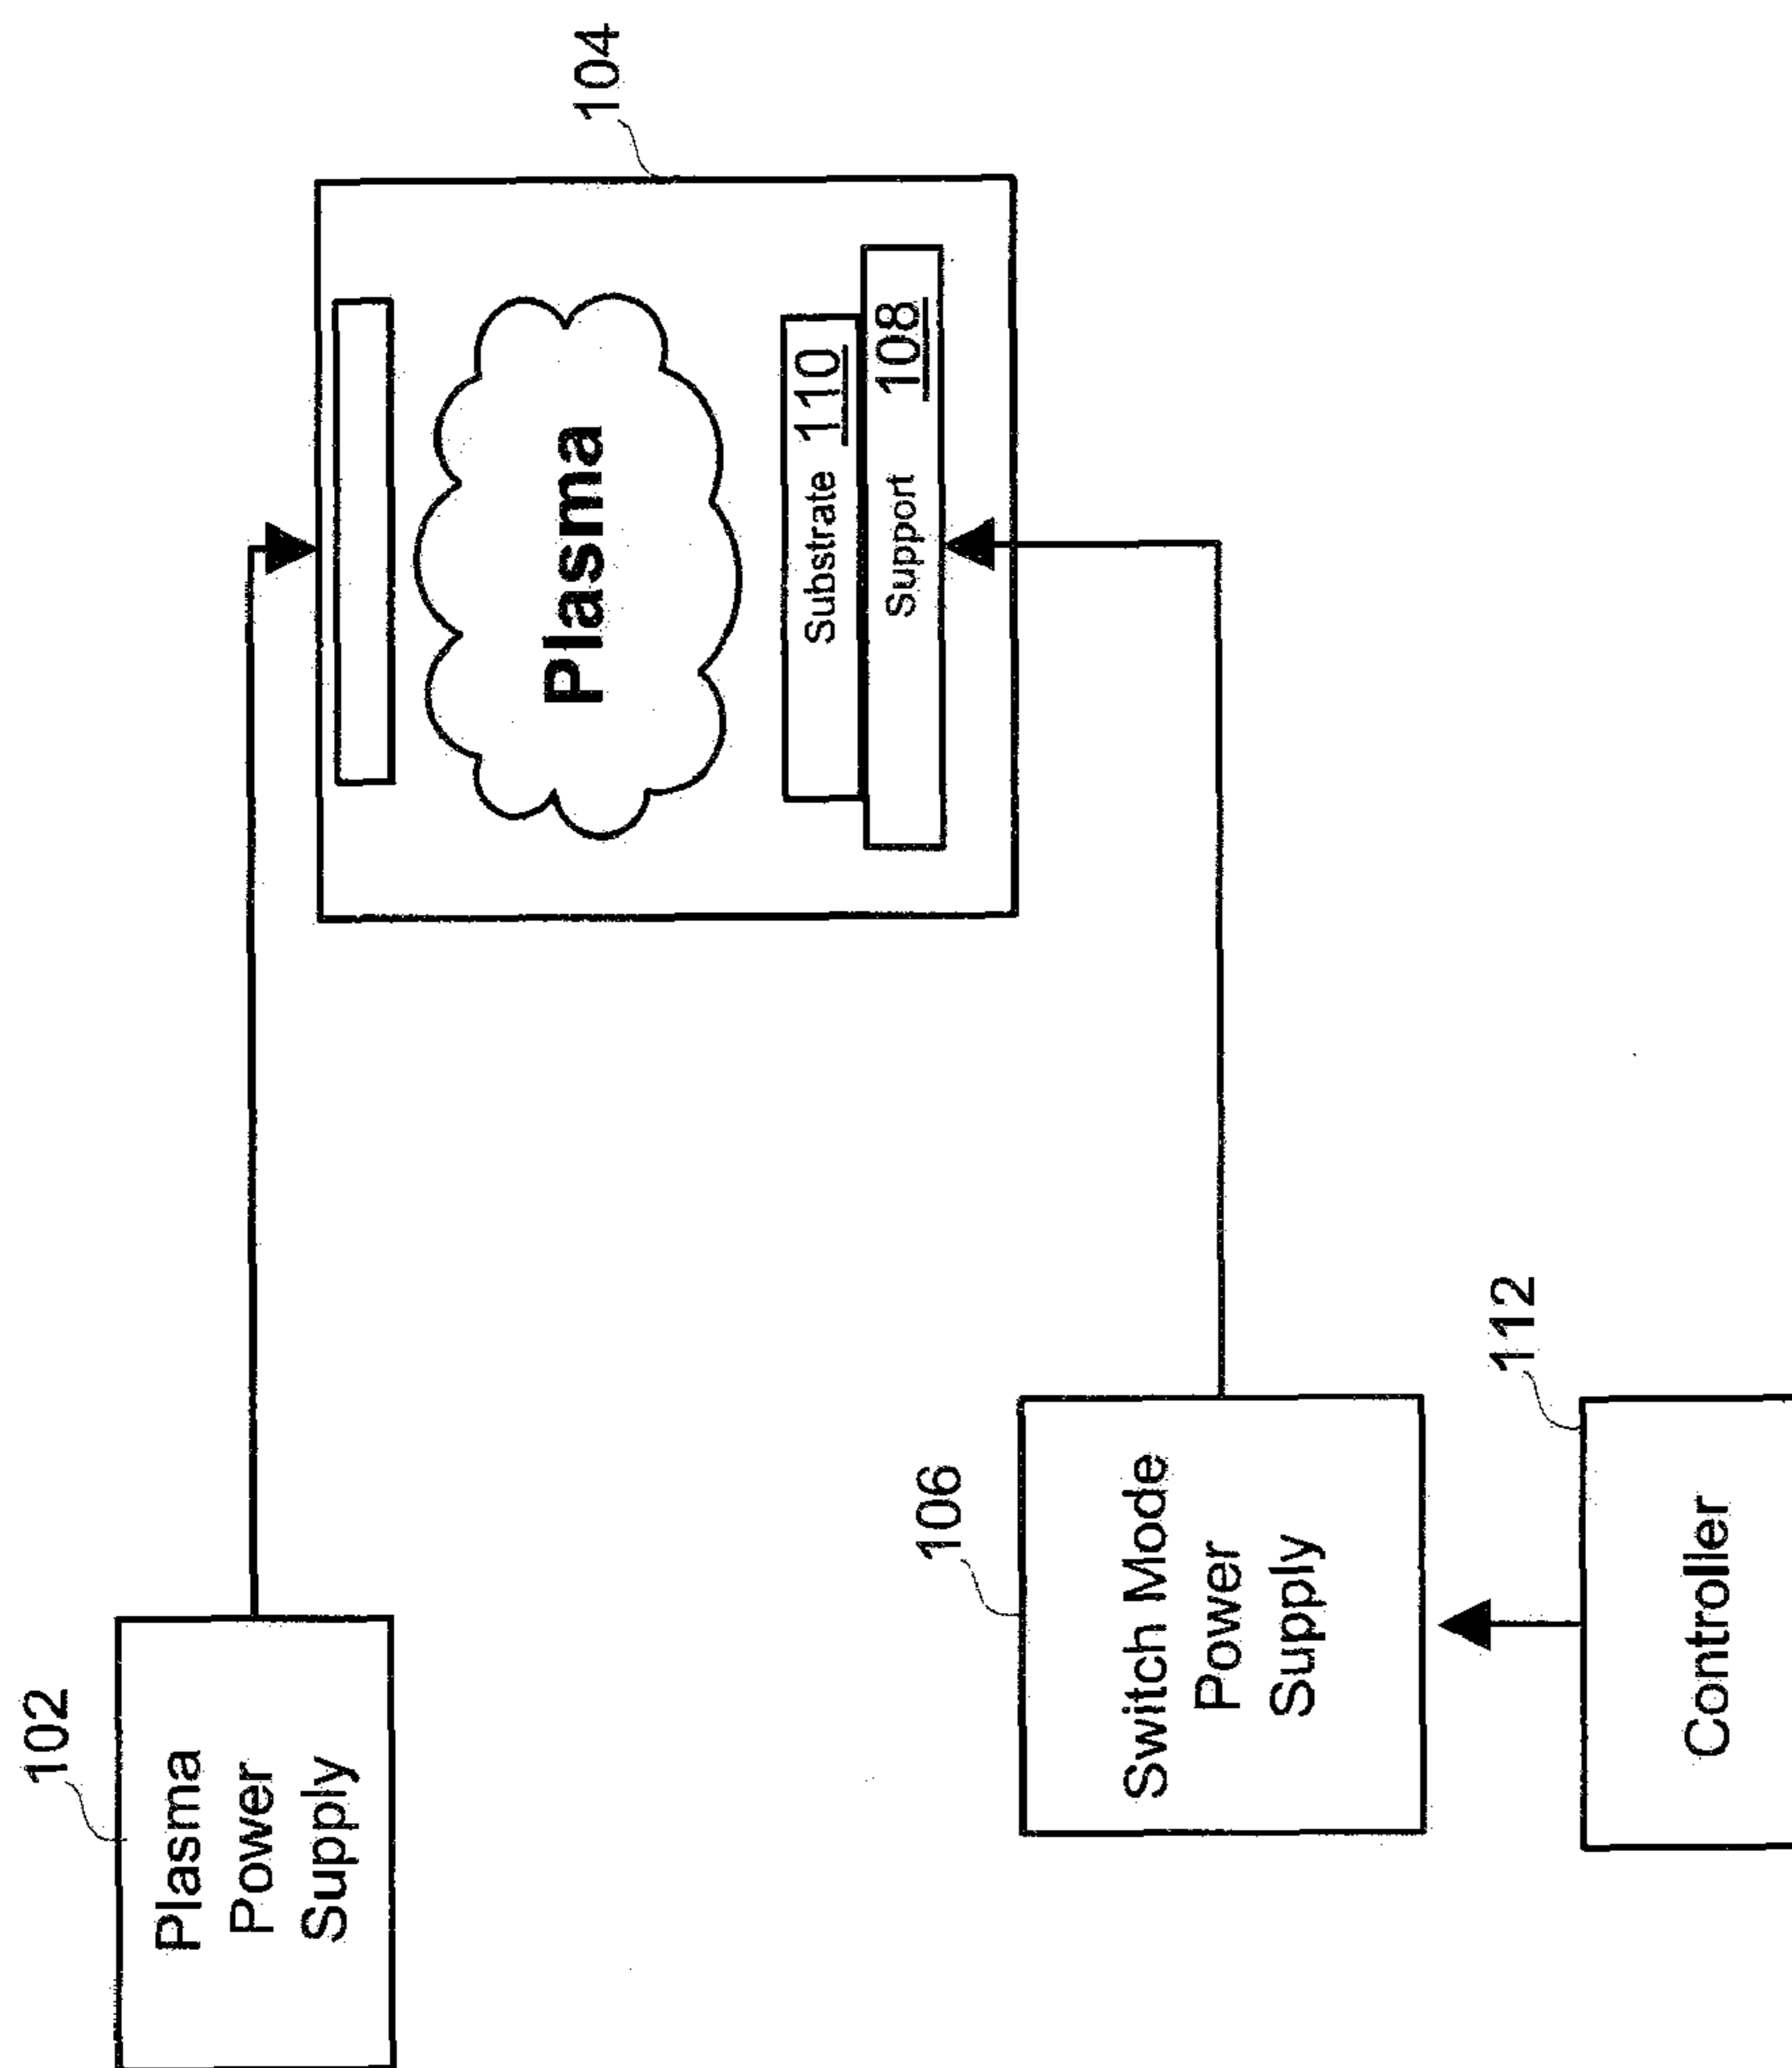 102
Plasma
Power
Supply
104
Plasma
Substrate 110
Support 108
106
Switch Mode
Power
Supply
112
Controller